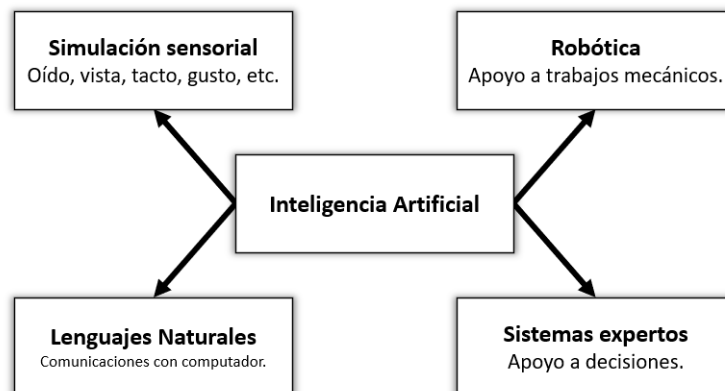 Simulación sensorial
Oído, vista, tacto, gusto, etc.
Robótica
Apoyo a trabajos mecánicos.
Inteligencia Artificial
Lenguajes Naturales
Comunicaciones con computador.
Sistemas expertos
Apoyo a decisiones.